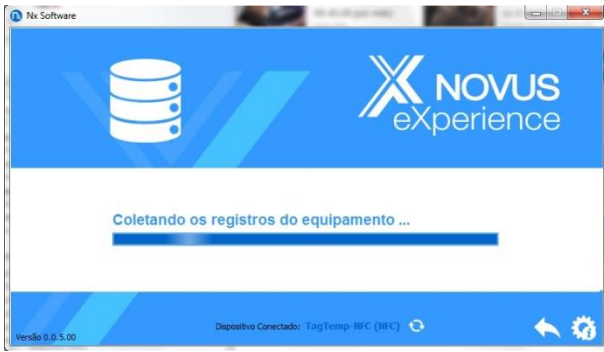 Nx Software
NOVUS
eXperience
Coletando os registros do equipamento ...
Versão 0.0.5.00
Dispositivo Conectado: TagTemp-NFC (NFC)